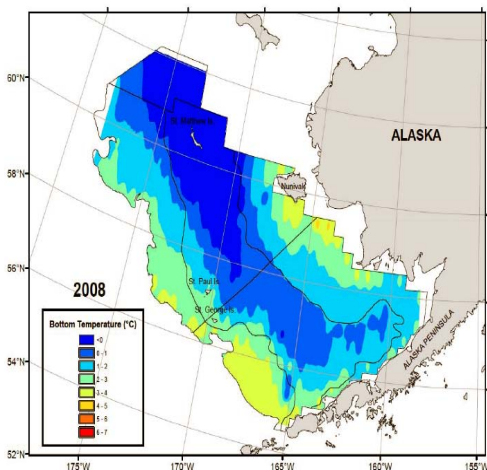 60°N
58°N
56°N
54°N
52°N
175°W
170°W
165°W
160°W
155°W
ALASKA
St. Matthew Is.
Nunivak
St. Paul Is.
St. George Is.
ALASKA PENINSULA
2008
Bottom Temperature (°C)
<0
0 - 1
1 - 2
2 - 3
3 - 4
4 - 5
5 - 6
6 - 7